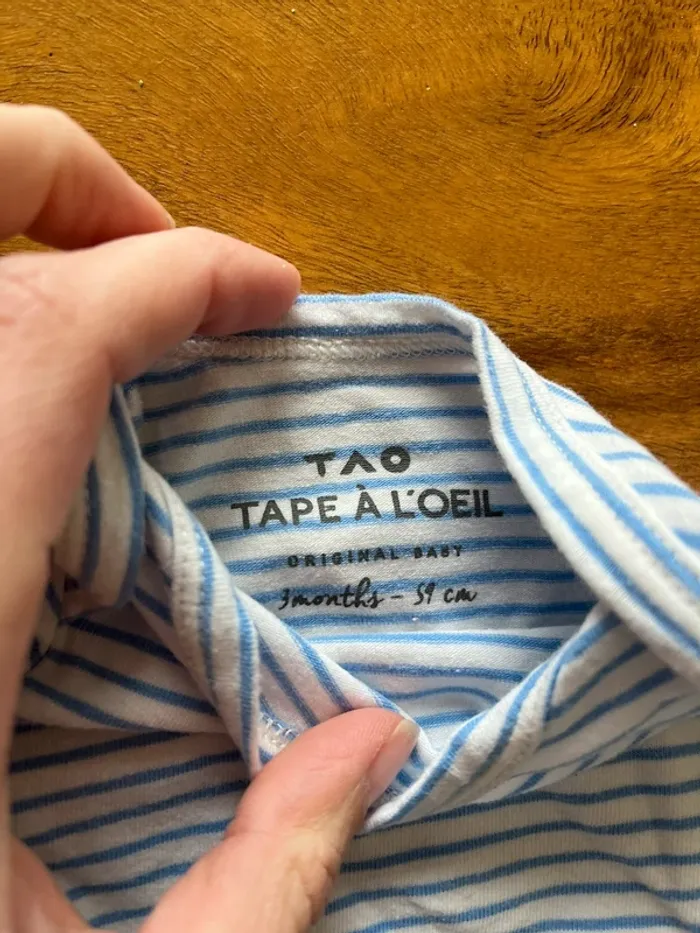 TAO
TAPE À L'OEIL
ORIGINAL BABY
3 months - 59 cm